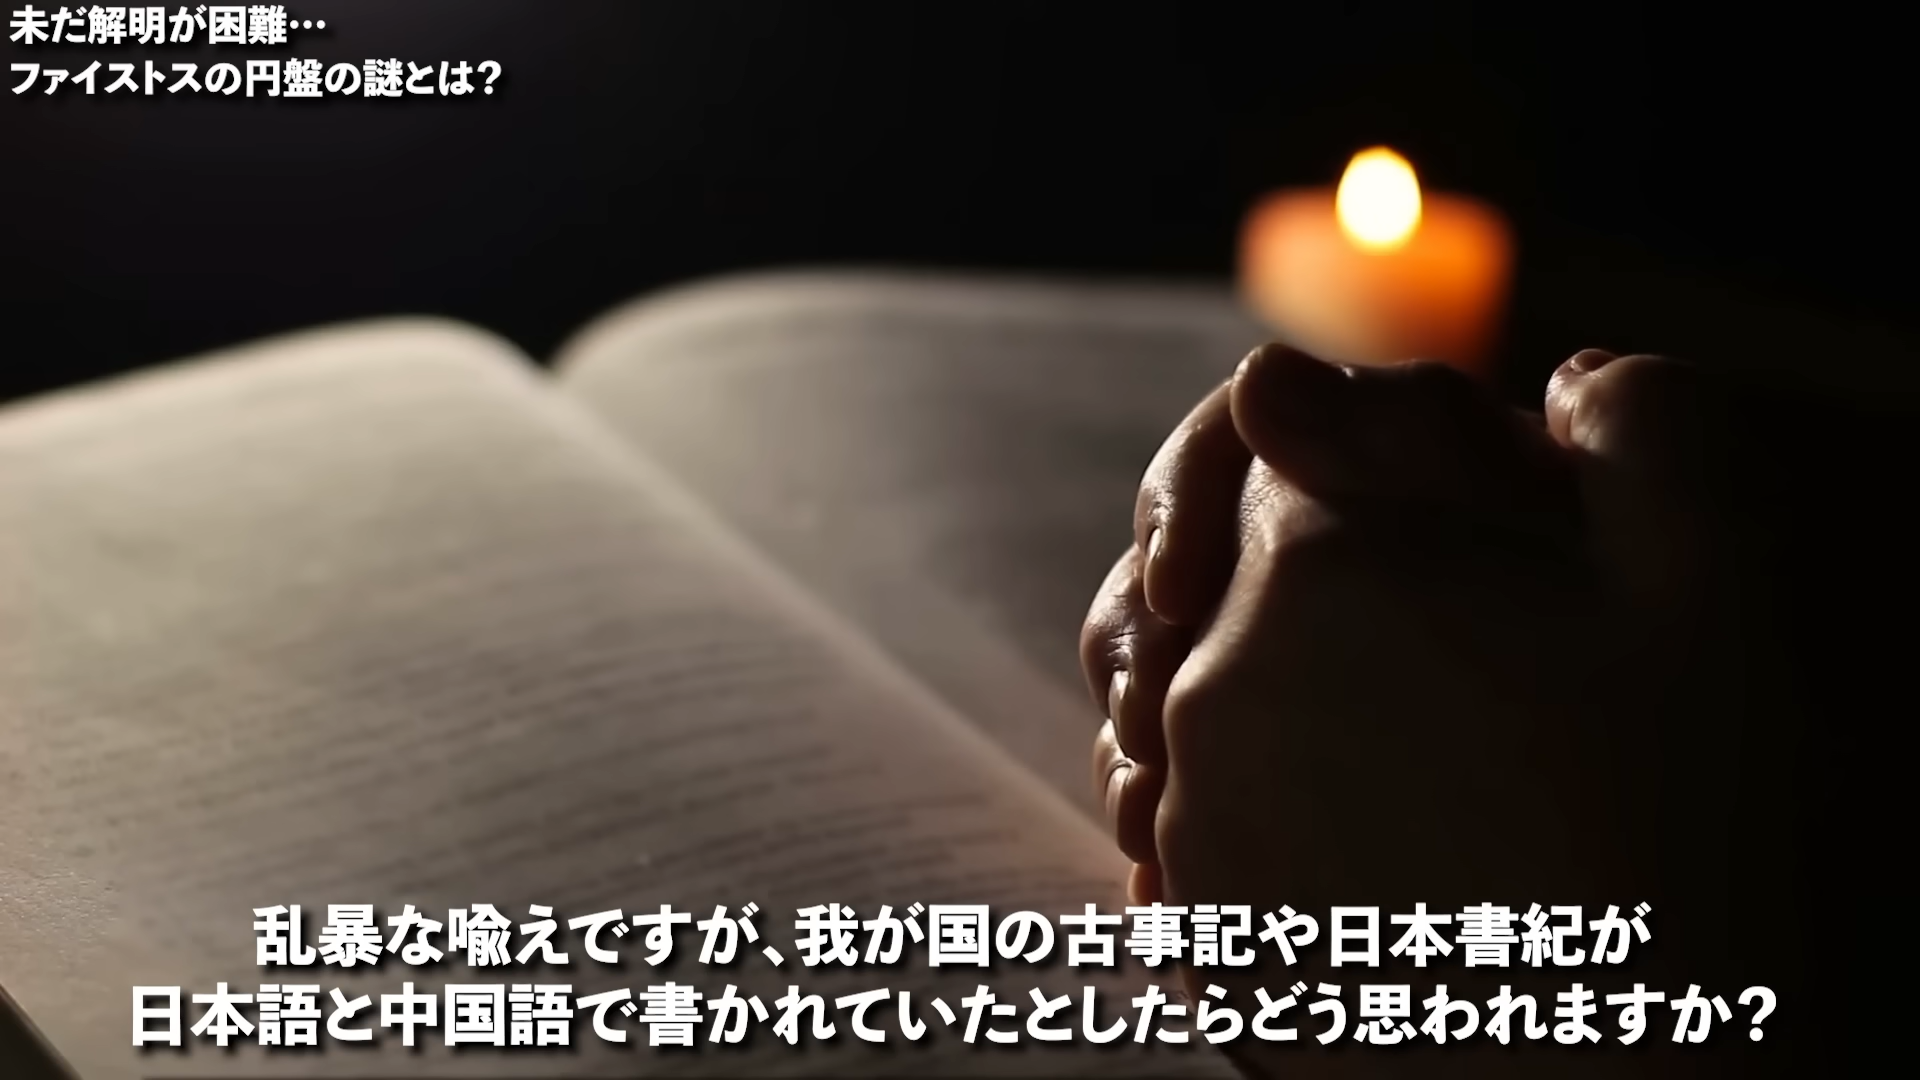 未だ解明が困難…
ファイストスの円盤の謎とは？
乱暴な喩えですが、我が国の古事記や日本書紀が
日本語と中国語で書かれていたとしたらどう思われますか？